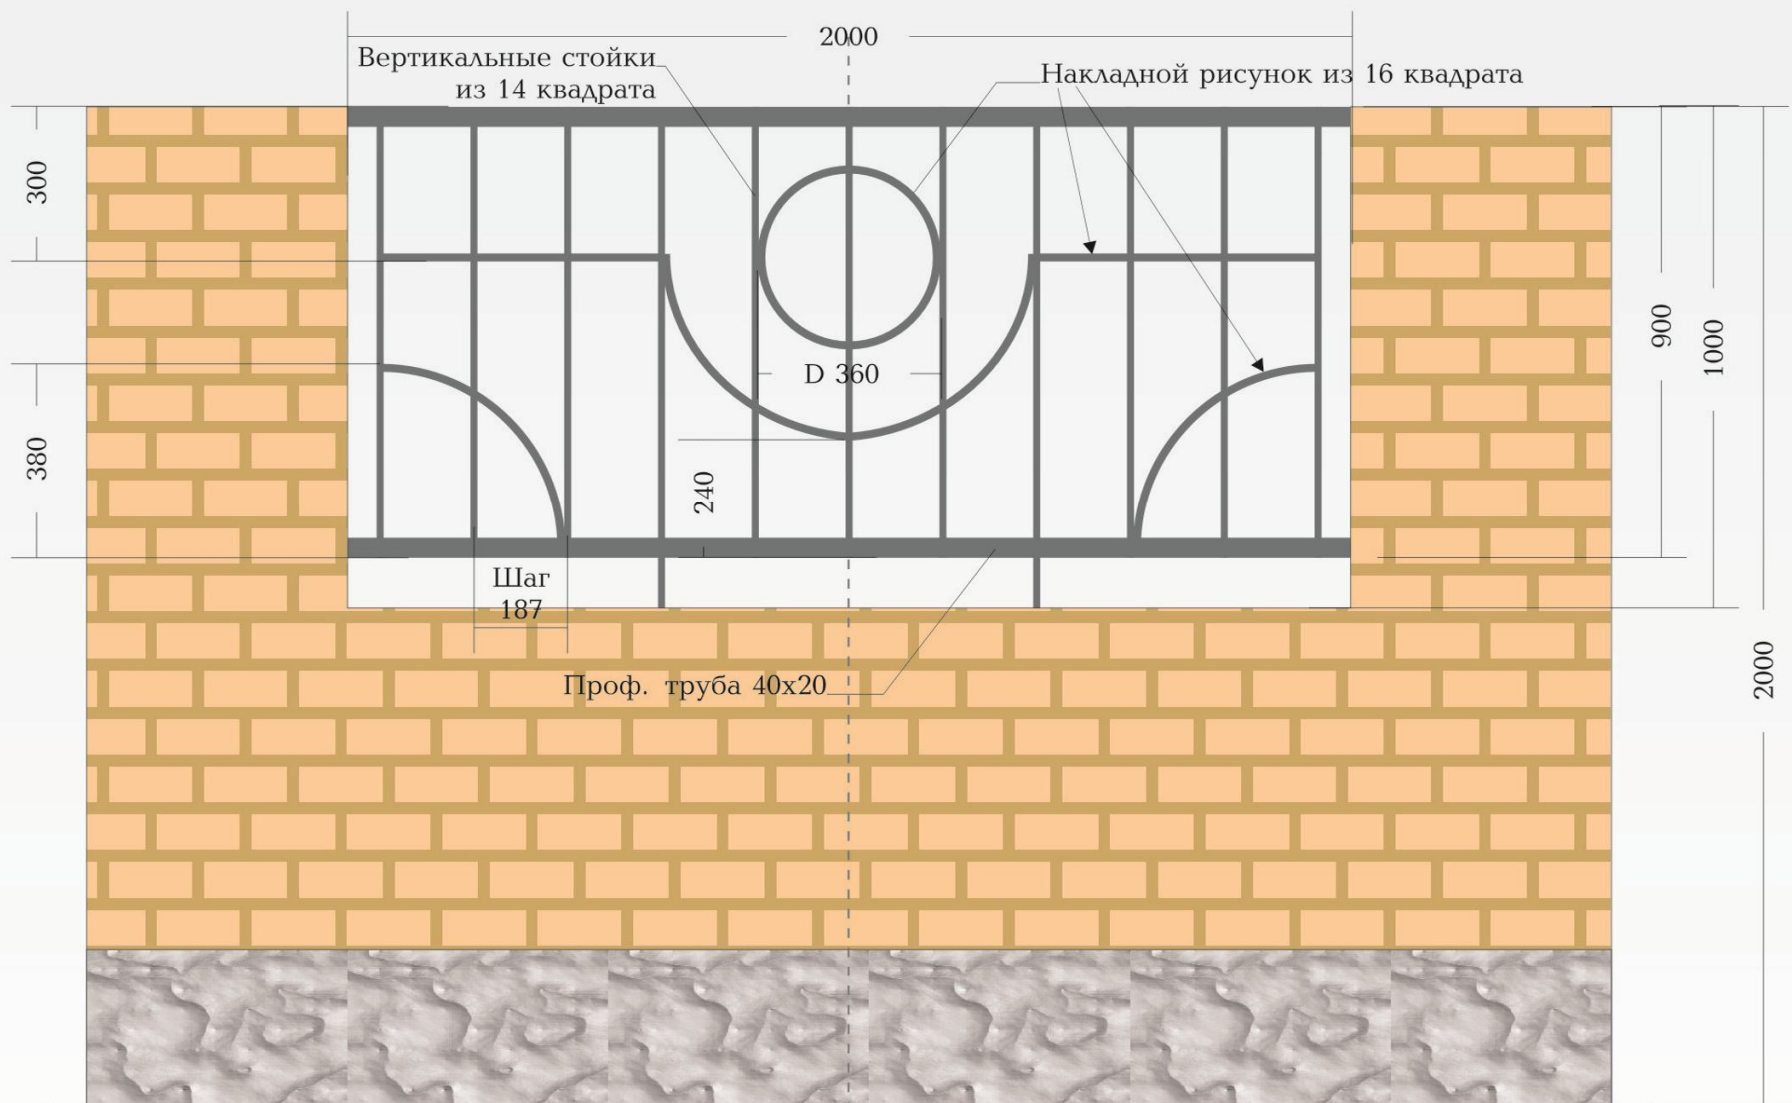 2000
Вертикальные стойки
из 14 квадрата
Накладной рисунок из 16 квадрата
300
900
1000
D 360
380
240
Шаг
187
2000
Проф. труба 40х20